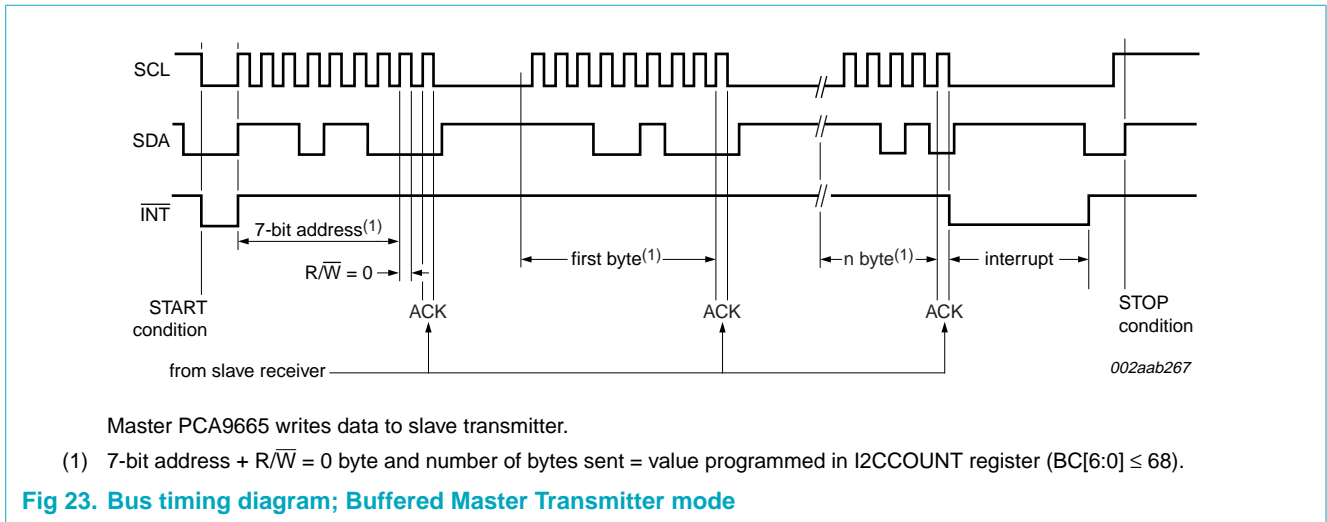 SCL
SDA
INT
7-bit address(1)
first byte(1)
n byte(1)
interrupt
R/W = 0
START
condition
ACK
ACK
ACK
STOP
condition
from slave receiver
002aab267
Master PCA9665 writes data to slave transmitter.
(1) 7-bit address + R/W = 0 byte and number of bytes sent = value programmed in I2CCOUNT register (BC[6:0] ≤ 68).
Fig 23. Bus timing diagram; Buffered Master Transmitter mode